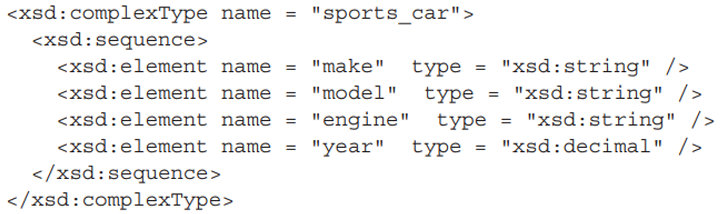 <xsd:complexType name = "sports_car">
  <xsd:sequence>
    <xsd:element name = "make"  type = "xsd:string" />
    <xsd:element name = "model"  type = "xsd:string" />
    <xsd:element name = "engine"  type = "xsd:string" />
    <xsd:element name = "year"  type = "xsd:decimal" />
  </xsd:sequence>
</xsd:complexType>